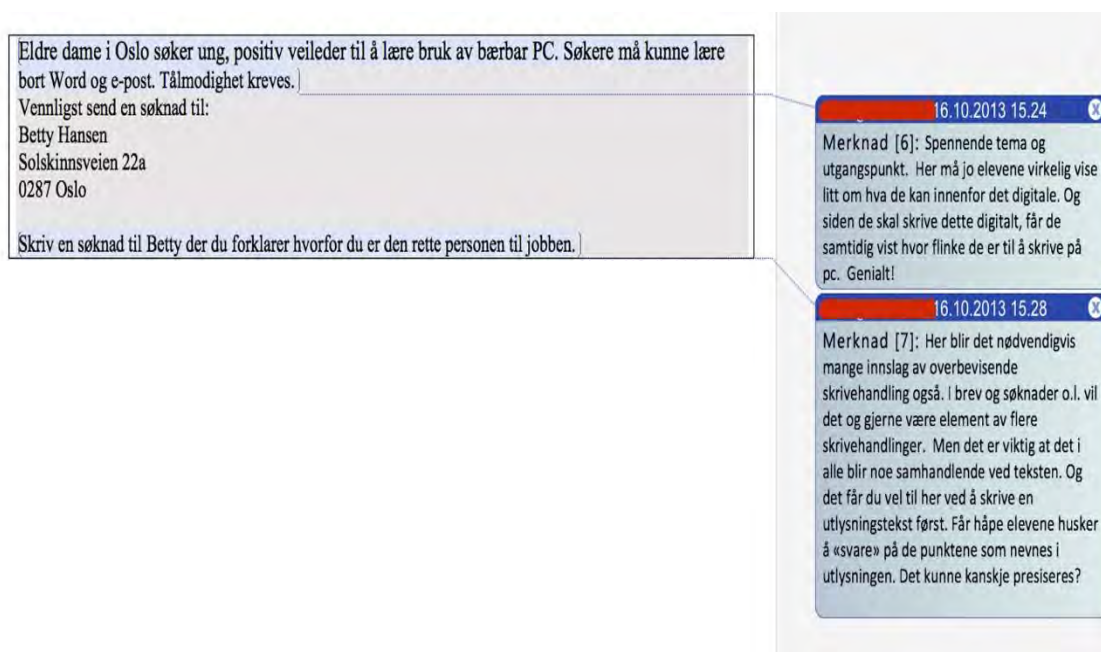 Eldre dame i Oslo søker ung, positiv veileder til å lære bruk av bærbar PC. Søkere må kunne lære
bort Word og e-post. Tålmodighet kreves.
Vennligst send en søknad til:
Betty Hansen
Solskinnsveien 22a
0287 Oslo
Skriv en søknad til Betty der du forklarer hvorfor du er den rette personen til jobben.
16.10.2013 15.24
Merknad [6]: Spennende tema og
utgangspunkt. Her må jo elevene virkelig vise
litt om hva de kan innenfor det digitale. Og
siden de skal skrive dette digitalt, får de
samtidig vist hvor flinke de er til å skrive på
pc. Genialt!
16.10.2013 15.28
Merknad [7]: Her blir det nødvendigvis
mange innslag av overbevisende
skrivehandling også. I brev og søknader o.l. vil
det og gjerne være element av flere
skrivehandlinger. Men det er viktig at det i
alle blir noe samhandlende ved teksten. Og
det får du vel til her ved å skrive en
utlysningstekst først. Får håpe elevene husker
å «svare» på de punktene som nevnes i
utlysningen. Det kunne kanskje presiseres?